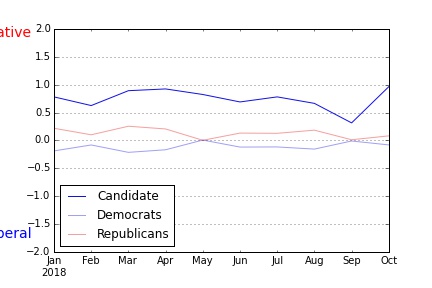 ative
2.0
1.5
1.0
0.5
0.0
−0.5
−1.0
−1.5
−2.0
beral
Candidate
Democrats
Republicans
Jan Feb Mar Apr May Jun Jul Aug Sep Oct
2018